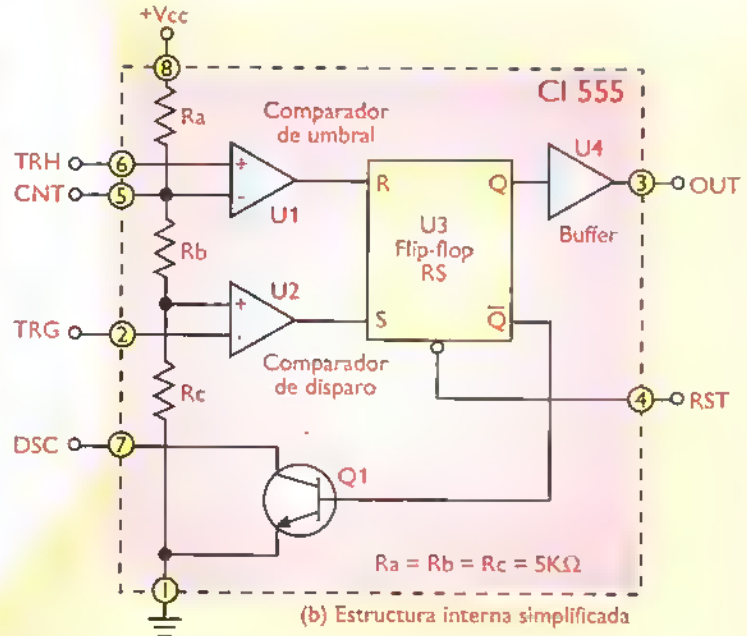 +Vcc
8
CI 555
Ra
Comparador
de umbral
U4
TRH
6
+
R
Q
3
OUT
CNT
5
-
U1
U3
Flip-flop
RS
Buffer
Rb
U2
+
S
Q̅
TRG
2
-
Comparador
de disparo
Rc
4
RST
DSC
7
Q1
Ra = Rb = Rc = 5KΩ
1
(b) Estructura interna simplificada